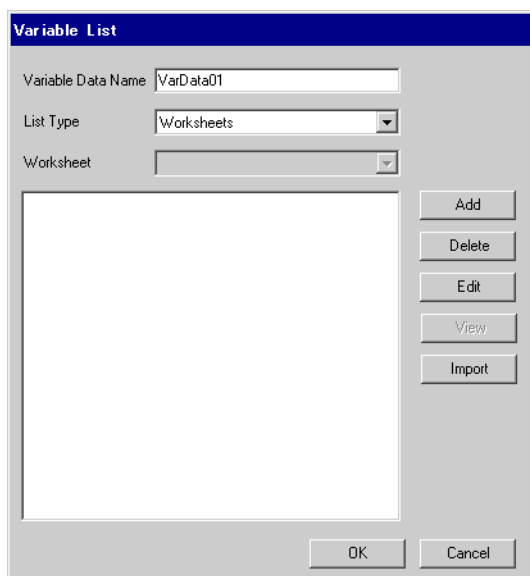 Variable List
Variable Data Name VarData01
List Type Worksheets
Worksheet
Add
Delete
Edit
View
Import
OK Cancel